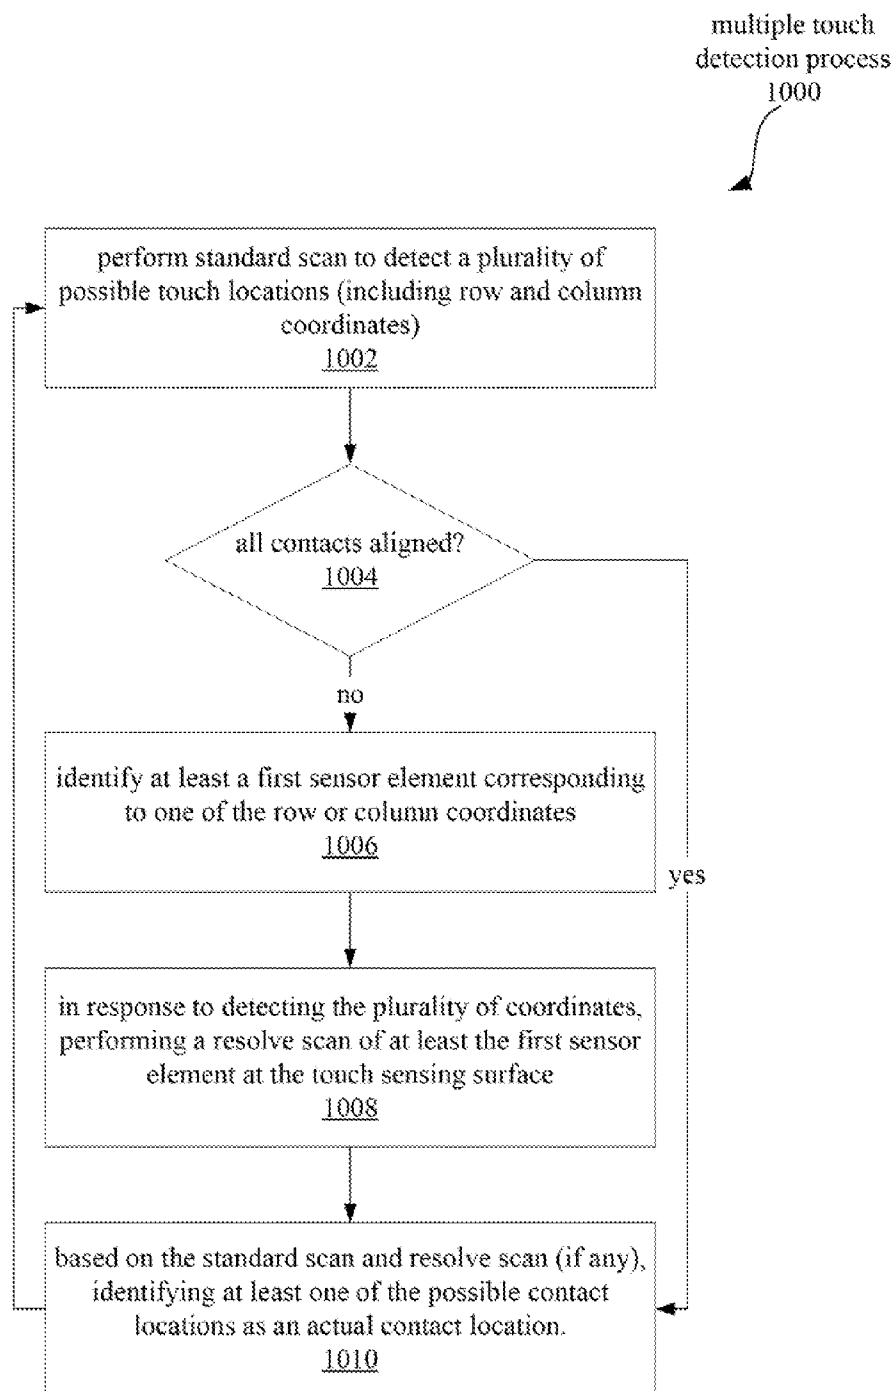 multiple touch
detection process
1000
perform standard scan to detect a plurality of
possible touch locations (including row and column
coordinates)
1002
all contacts aligned?
1004
no
identify at least a first sensor element corresponding
to one of the row or column coordinates
1006
yes
in response to detecting the plurality of coordinates,
performing a resolve scan of at least the first sensor
element at the touch sensing surface
1008
based on the standard scan and resolve scan (if any),
identifying at least one of the possible contact
locations as an actual contact location.
1010